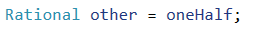 Rational other = oneHalf;